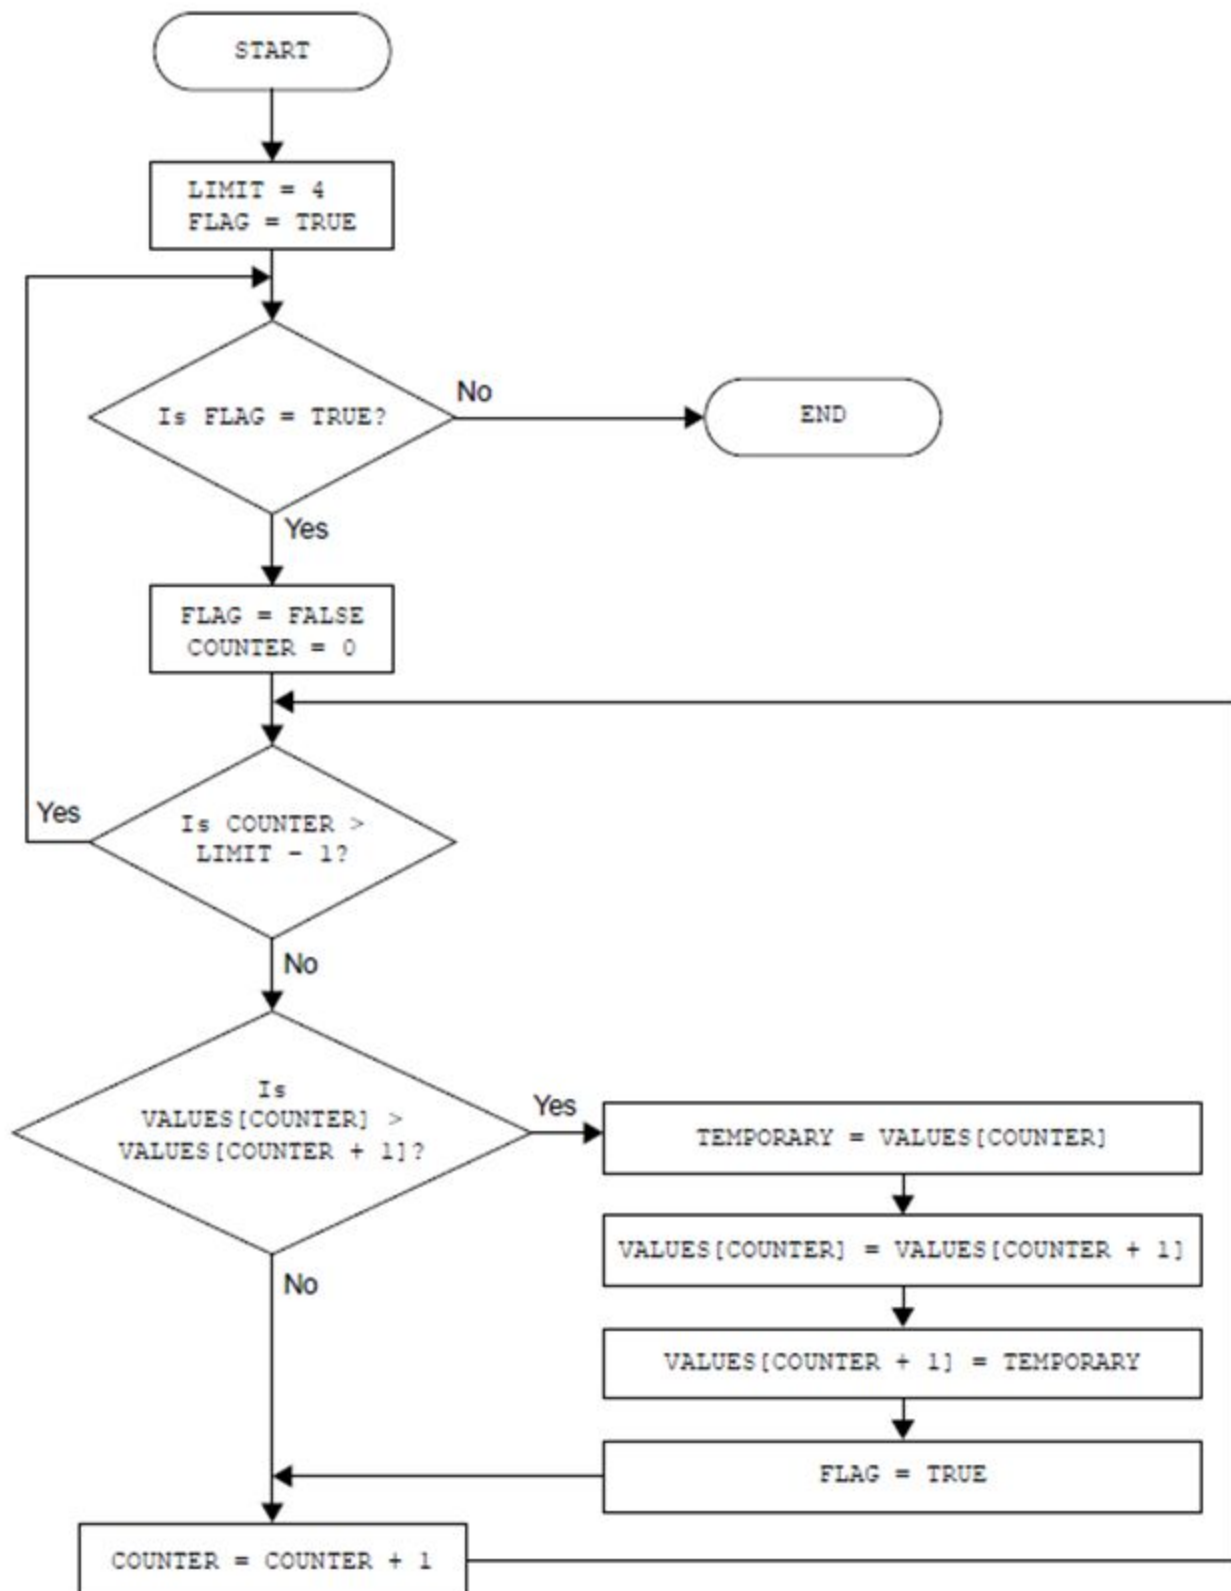 START
LIMIT = 4
FLAG = TRUE
Is FLAG = TRUE?
No
END
Yes
FLAG = FALSE
COUNTER = 0
Yes
Is COUNTER >
LIMIT - 1?
No
Is
VALUES[COUNTER] >
VALUES[COUNTER + 1]?
Yes
TEMPORARY = VALUES[COUNTER]
VALUES[COUNTER] = VALUES[COUNTER + 1]
VALUES[COUNTER + 1] = TEMPORARY
FLAG = TRUE
No
COUNTER = COUNTER + 1